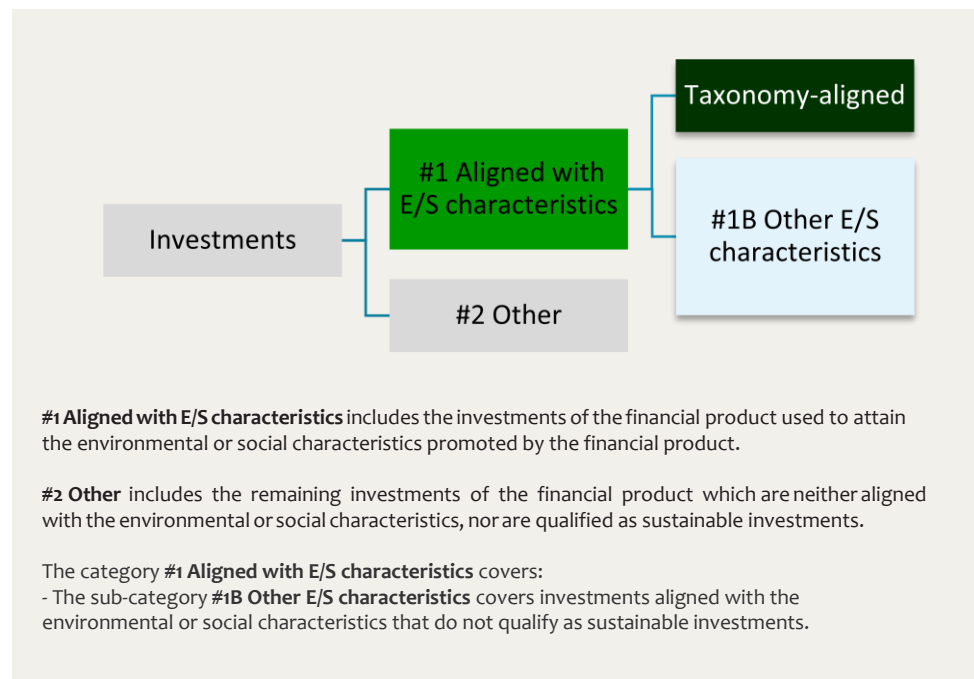 Taxonomy-aligned
#1 Aligned with
E/S characteristics
#1B Other E/S
characteristics
Investments
#2 Other
#1 Aligned with E/S characteristics includes the investments of the financial product used to attain
the environmental or social characteristics promoted by the financial product.
#2 Other includes the remaining investments of the financial product which are neither aligned
with the environmental or social characteristics, nor are qualified as sustainable investments.
The category #1 Aligned with E/S characteristics covers:
- The sub-category #1B Other E/S characteristics covers investments aligned with the
environmental or social characteristics that do not qualify as sustainable investments.